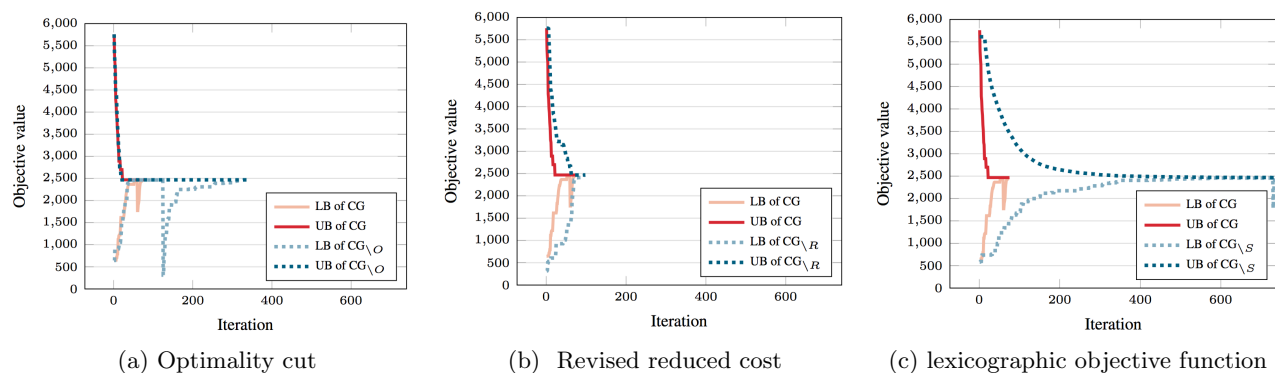 6,000
5,500
5,000
4,500
4,000
3,500
3,000
2,500
2,000
1,500
1,000
500
0
Objective value
0
200
400
600
Iteration
LB of CG
UB of CG
LB of CG\O
UB of CG\O
(a) Optimality cut
6,000
5,500
5,000
4,500
4,000
3,500
3,000
2,500
2,000
1,500
1,000
500
0
Objective value
0
200
400
600
Iteration
LB of CG
UB of CG
LB of CG\R
UB of CG\R
(b) Revised reduced cost
6,000
5,500
5,000
4,500
4,000
3,500
3,000
2,500
2,000
1,500
1,000
500
0
Objective value
0
200
400
600
Iteration
LB of CG
UB of CG
LB of CG\S
UB of CG\S
(c) lexicographic objective function